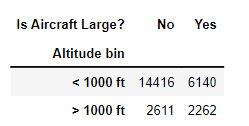 Is Aircraft Large? No Yes
Altitude bin
< 1000 ft 14416 6140
> 1000 ft 2611 2262